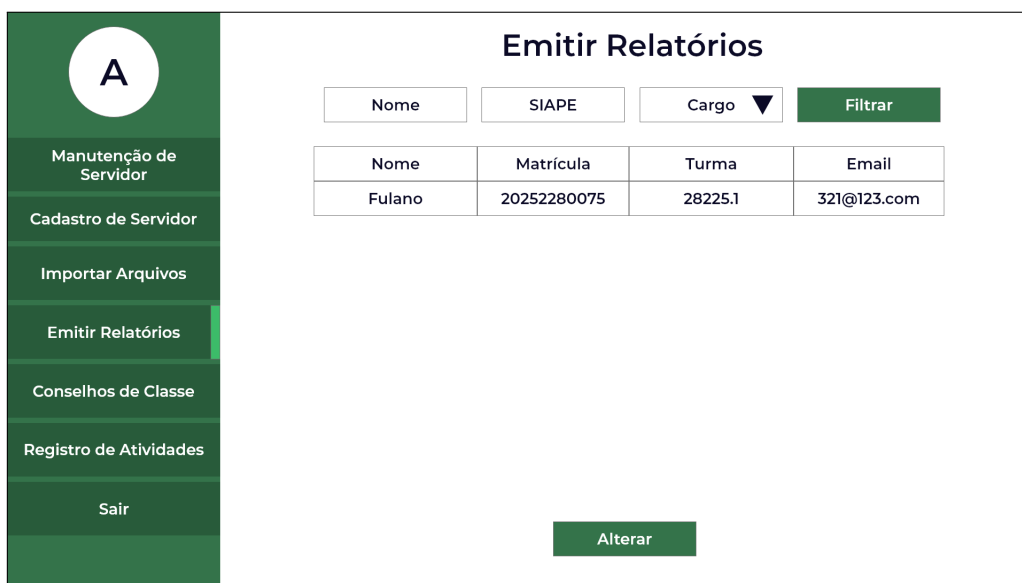 A
Manutenção de
Servidor
Cadastro de Servidor
Importar Arquivos
Emitir Relatórios
Conselhos de Classe
Registro de Atividades
Sair
Emitir Relatórios
Nome SIAPE Cargo Filtrar
Nome Matrícula Turma Email
Fulano 20252280075 28225.1 321@123.com
Alterar